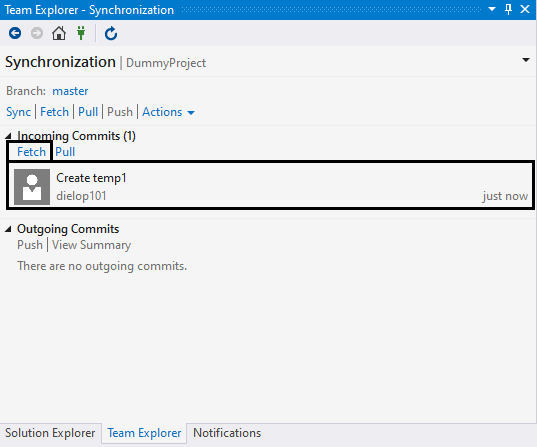 Team Explorer - Synchronization
Synchronization | DummyProject
Branch: master
Sync | Fetch | Pull | Push | Actions
Incoming Commits (1)
Fetch Pull
Create temp1
dielop101 just now
Outgoing Commits
Push | View Summary
There are no outgoing commits.
Solution Explorer Team Explorer Notifications